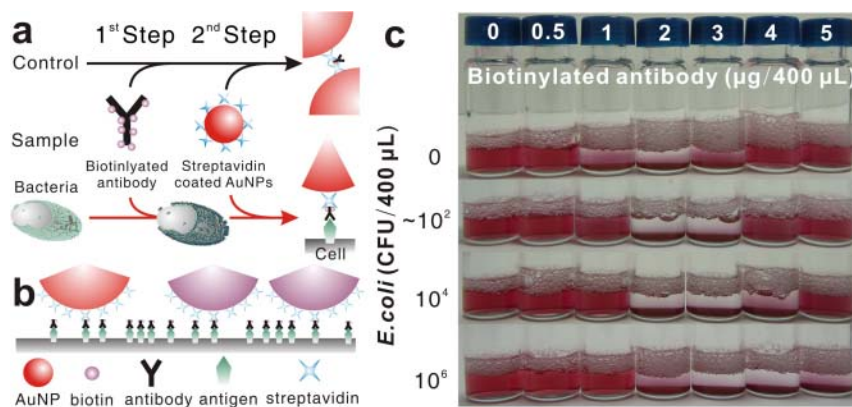 a
1st Step 2nd Step
Control
Sample
Biotinlyated
antibody
Streptavidin
coated AuNPs
Bacteria
Cell
b
AuNP biotin antibody antigen streptavidin
c
0 0.5 1 2 3 4 5
Biotinylated antibody (µg/400 µL)
E.coli (CFU/400 µL)
0
~10²
10⁴
10⁶